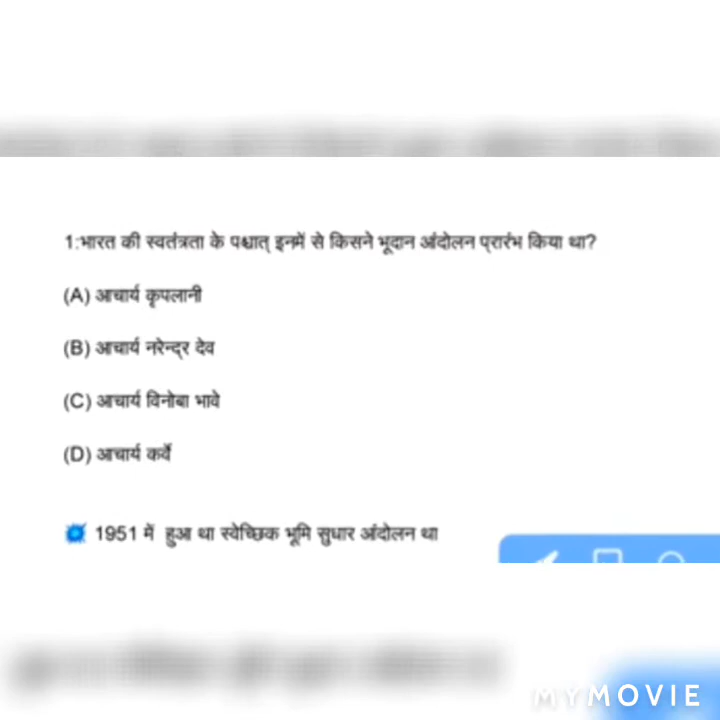 1:भारत की स्वतंत्रता के पश्चात् इनमें से किसने भूदान आंदोलन प्रारंभ किया था?
(A) आचार्य कृपलानी
(B) आचार्य नरेन्द्र देव
(C) आचार्य विनोबा भावे
(D) आचार्य कर्वे
1951 में हुआ था स्वेच्छिक भूमि सुधार आंदोलन था
MYMOVIE